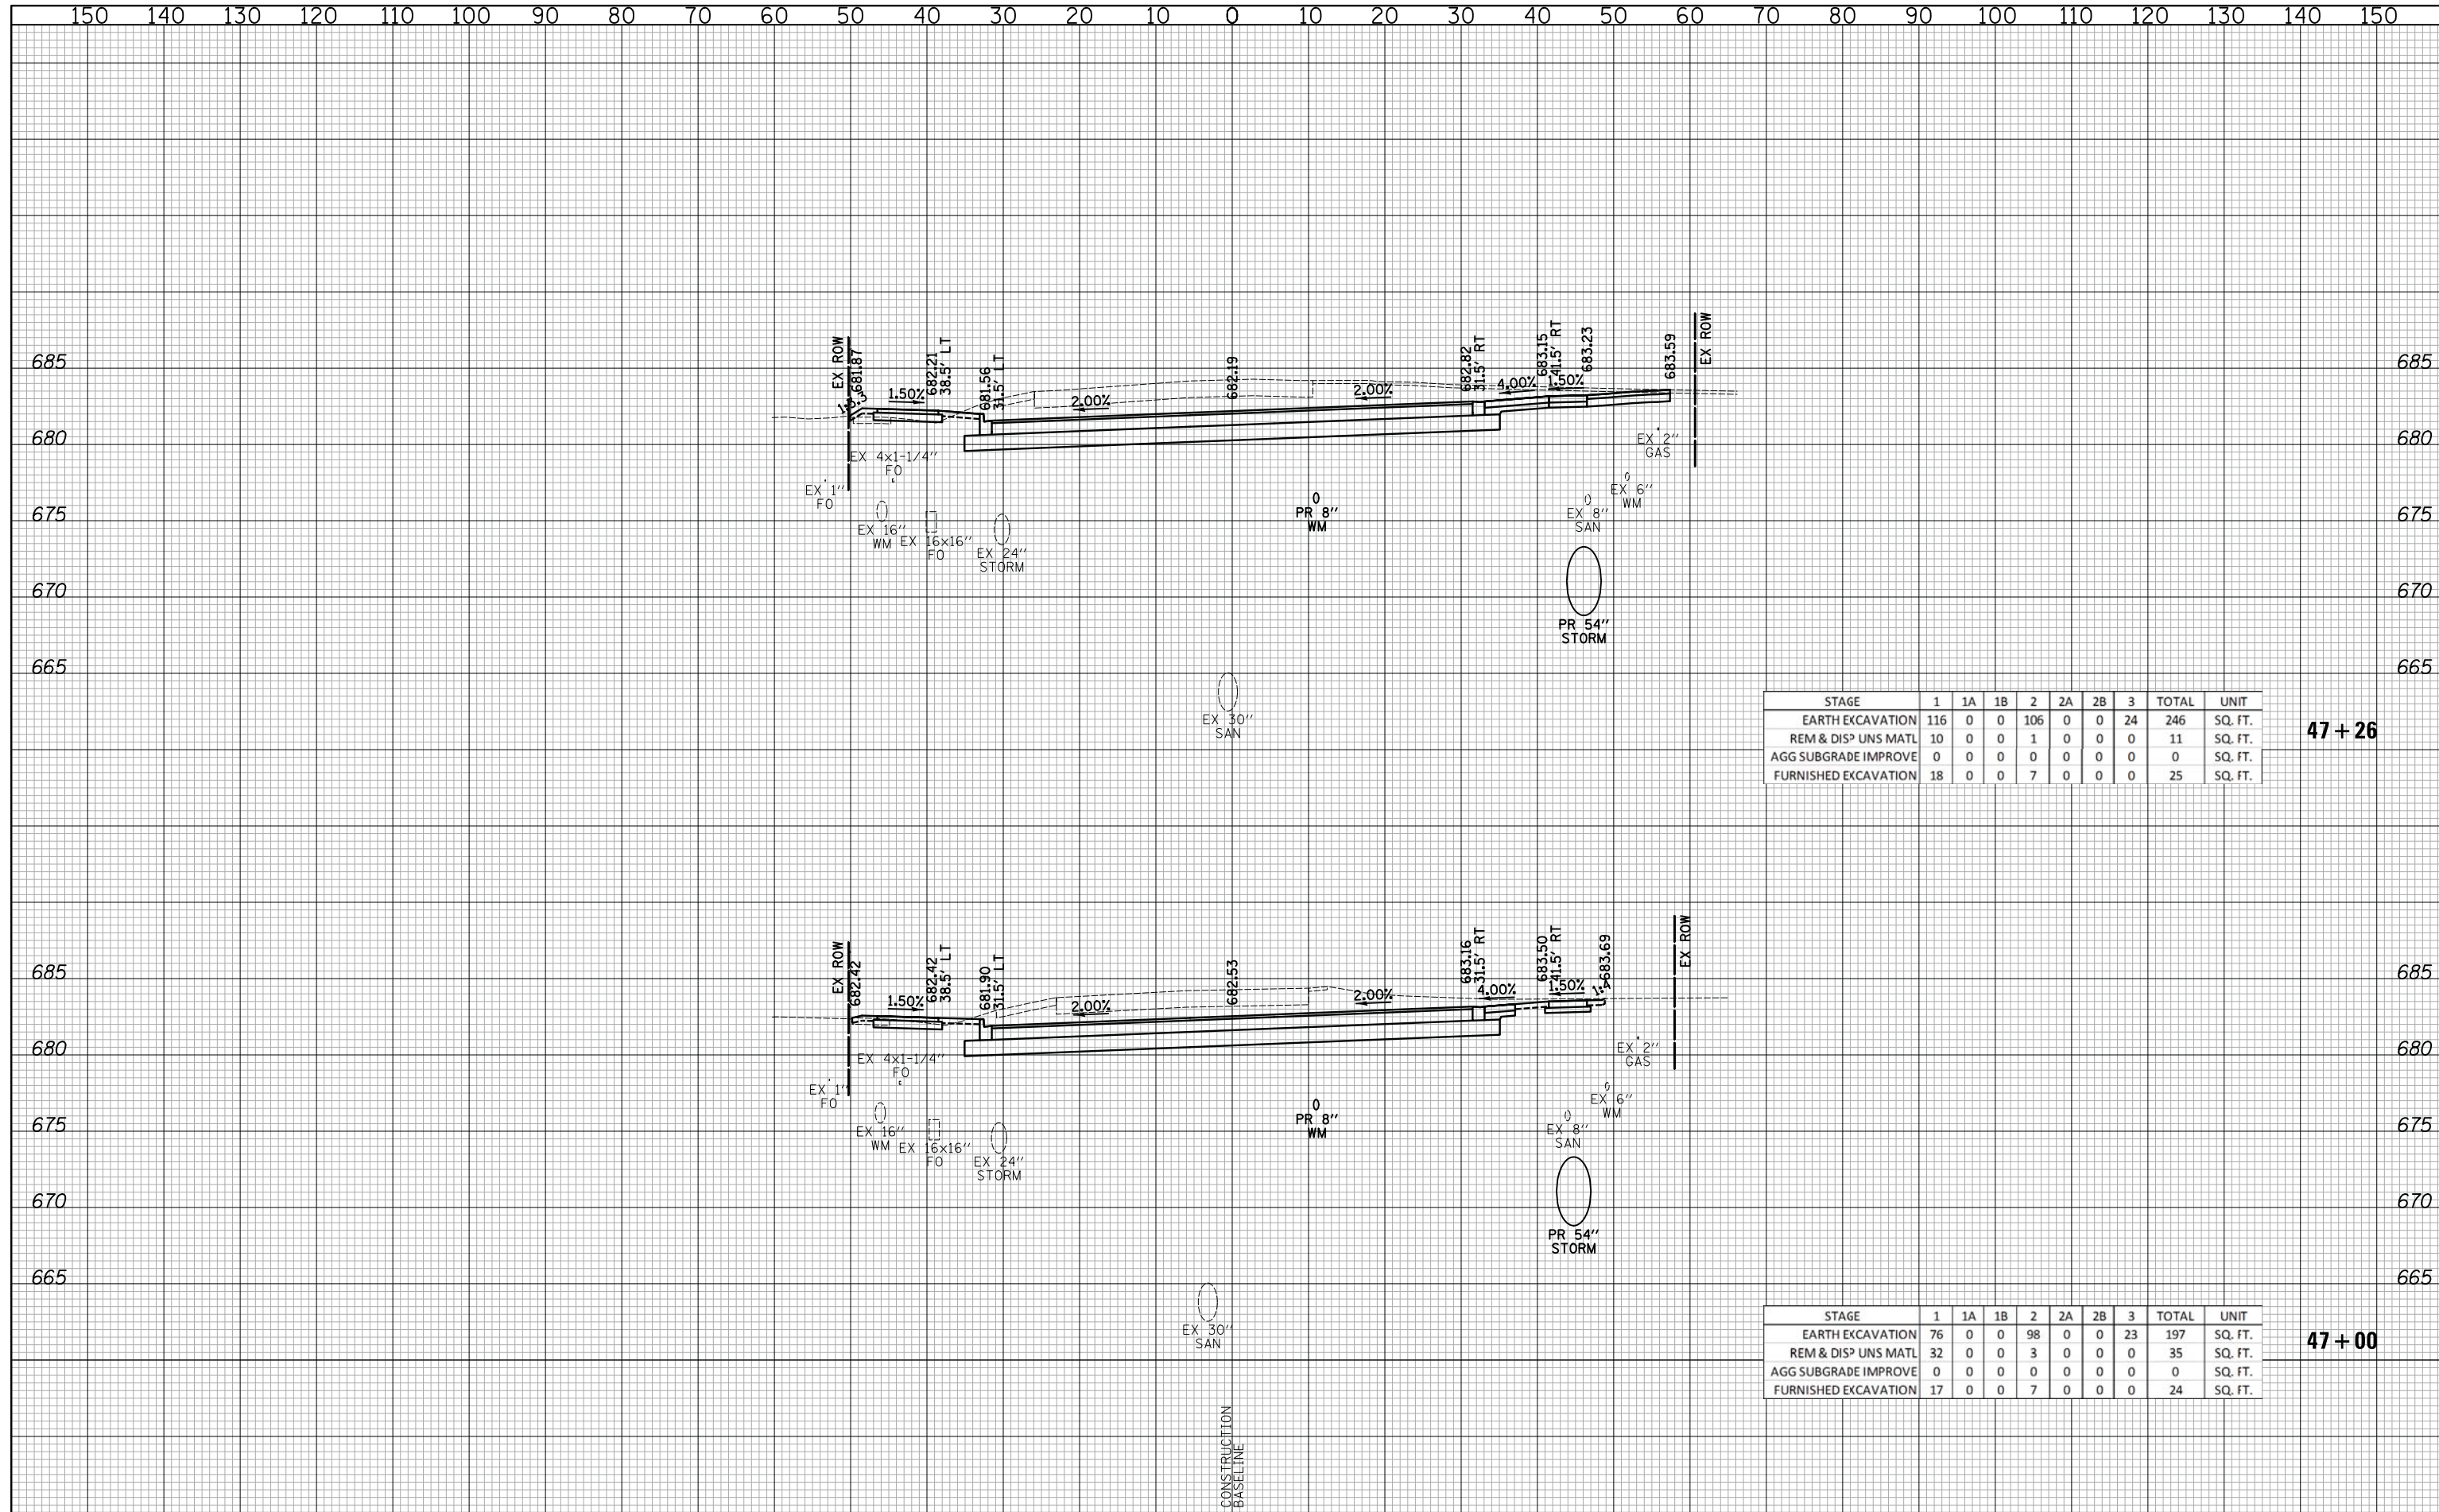 150 140 130 120 110 100 90 80 70 60 50 40 30 20 10 0 10 20 30 40 50 60 70 80 90 100 110 120 130 140 150
EX ROW
681.87
1.50%
682.21
38.5' LT
681.56
31.5' LT
2.00%
682.19
2.00%
682.82
31.5' RT
4.00%
683.15
41.5' RT
1.50%
683.23
683.59
EX ROW
685 685
680 680
675 675
670 670
665 665
EX 4x1-1/4"
FO
EX 1"
FO
EX 16"
WM
EX 16x16"
FO
EX 24"
STORM
PR 8"
WM
EX 2"
GAS
EX 6"
WM
EX 8"
SAN
PR 54"
STORM
EX 30"
SAN
STAGE 1 1A 1B 2 2A 2B 3 TOTAL UNIT
EARTH EXCAVATION 116 0 0 106 0 0 24 246 SQ. FT.
REM & DISP UNS MATL 10 0 0 1 0 0 0 11 SQ. FT.
AGG SUBGRADE IMPROVE 0 0 0 0 0 0 0 0 SQ. FT.
FURNISHED EXCAVATION 18 0 0 7 0 0 0 25 SQ. FT.
47+26
EX ROW
682.42
1.50%
682.42
38.5' LT
681.90
31.5' LT
2.00%
682.53
2.00%
683.16
31.5' RT
4.00%
683.50
41.5' RT
1.50%
1:4
683.69
EX ROW
685 685
680 680
675 675
670 670
665 665
EX 4x1-1/4"
FO
EX 1"
FO
EX 16"
WM
EX 16x16"
FO
EX 24"
STORM
PR 8"
WM
EX 2"
GAS
EX 6"
WM
EX 8"
SAN
PR 54"
STORM
EX 30"
SAN
STAGE 1 1A 1B 2 2A 2B 3 TOTAL UNIT
EARTH EXCAVATION 76 0 0 98 0 0 23 197 SQ. FT.
REM & DISP UNS MATL 32 0 0 3 0 0 0 35 SQ. FT.
AGG SUBGRADE IMPROVE 0 0 0 0 0 0 0 0 SQ. FT.
FURNISHED EXCAVATION 17 0 0 7 0 0 0 24 SQ. FT.
47+00
CONSTRUCTION
BASELINE